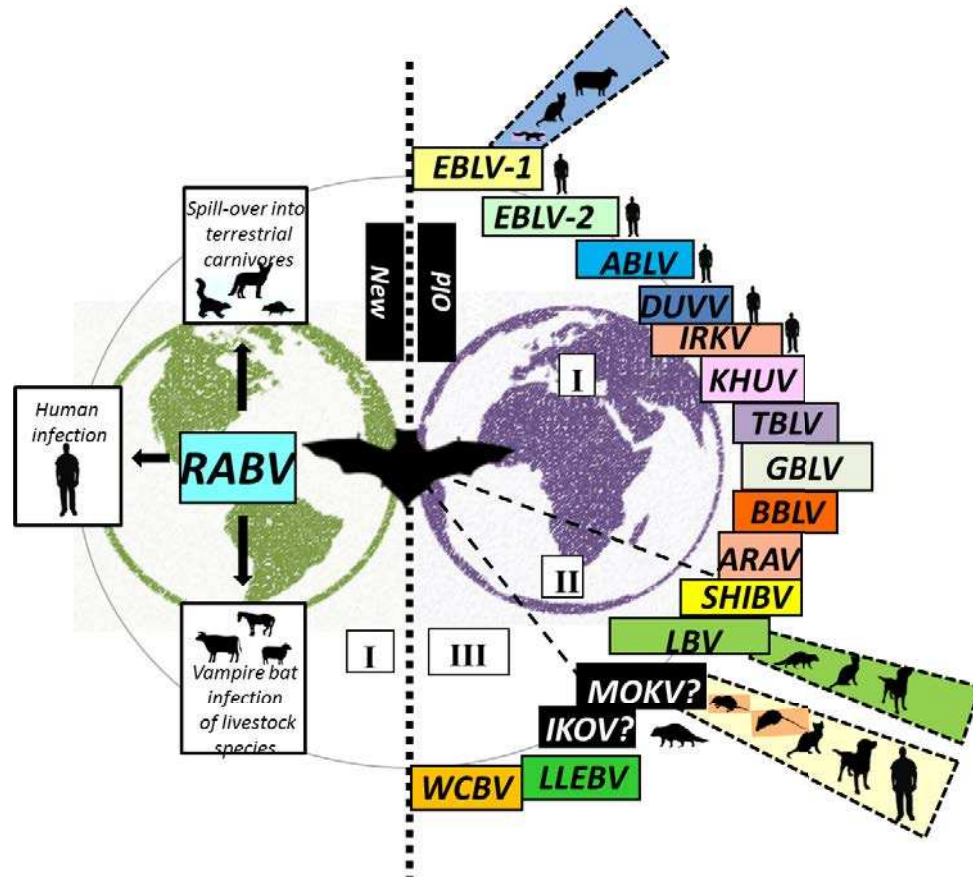 EBLV-1
EBLV-2
ABLV
DUVV
IRKV
KHUV
TBLV
GBLV
BBLV
ARAV
SHIBV
LBV
MOKV?
IKOV?
LLEBV
WCBV
Spill-over into
terrestrial
carnivores
New
Old
I
Human
infection
RABV
II
I
III
Vampire bat
infection
of livestock
species